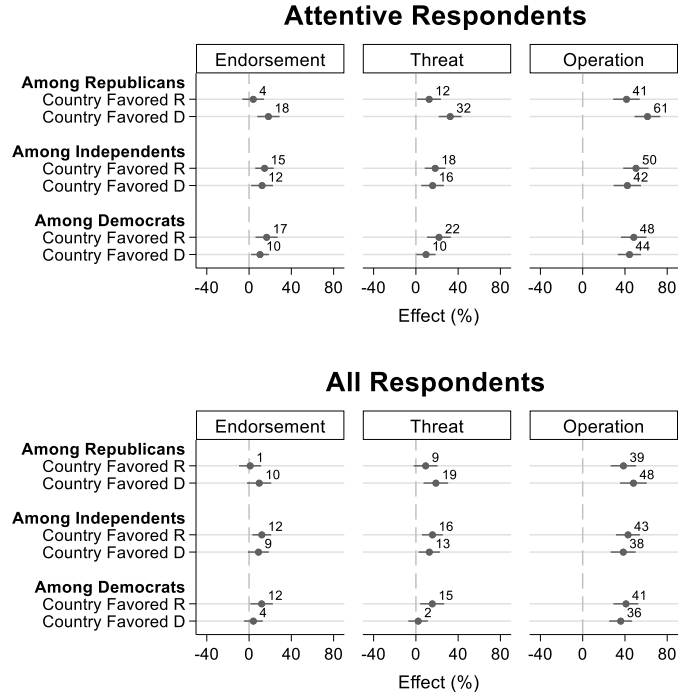 Attentive Respondents
Endorsement Threat Operation
Among Republicans
Country Favored R 4 12 41
Country Favored D 18 32 61
Among Independents
Country Favored R 15 18 50
Country Favored D 12 16 42
Among Democrats
Country Favored R 17 22 48
Country Favored D 10 10 44
-40 0 40 80 -40 0 40 80 -40 0 40 80
Effect (%)
All Respondents
Endorsement Threat Operation
Among Republicans
Country Favored R 1 9 39
Country Favored D 10 19 48
Among Independents
Country Favored R 12 16 43
Country Favored D 9 13 38
Among Democrats
Country Favored R 12 15 41
Country Favored D 4 2 36
-40 0 40 80 -40 0 40 80 -40 0 40 80
Effect (%)